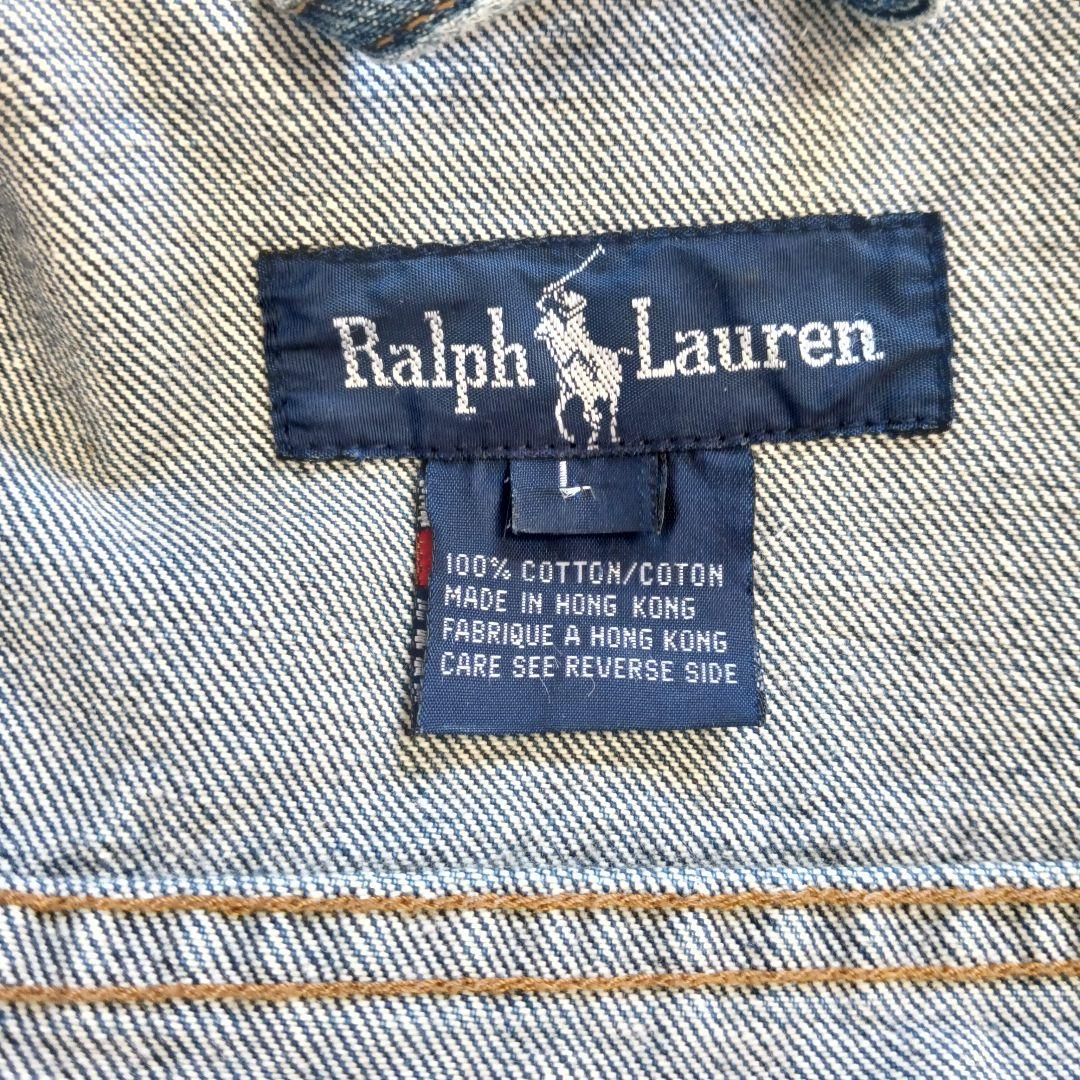 Ralph Lauren
L
100% COTTON/COTON
MADE IN HONG KONG
FABRIQUE A HONG KONG
CARE SEE REVERSE SIDE